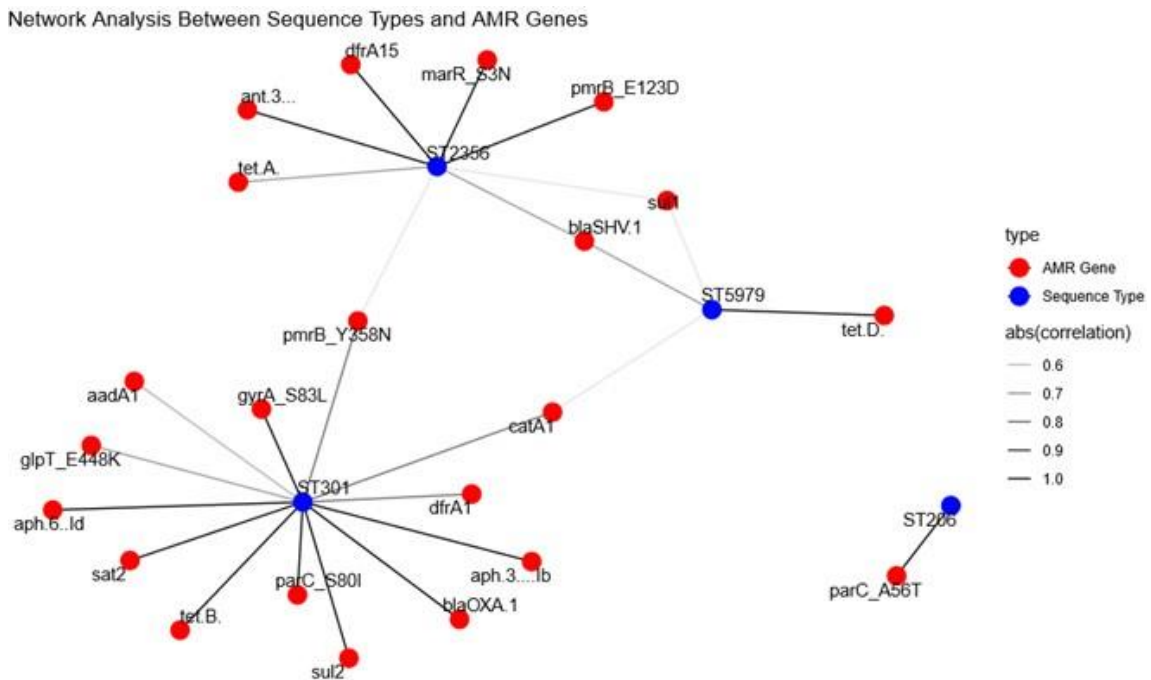 Network Analysis Between Sequence Types and AMR Genes
dfrA15
marR_S3N
pmrB_E123D
ant.3...
ST2356
tet.A.
sul1
blaSHV.1
type
AMR Gene
Sequence Type
ST5979
tet.D.
abs(correlation)
0.6
0.7
0.8
0.9
1.0
pmrB_Y358N
aadA1
gyrA_S83L
catA1
glpT_E448K
ST301
dfrA1
aph.6..Id
ST206
sat2
parC_S80I
aph.3....Ib
parC_A56T
blaOXA.1
tet.B.
sul2